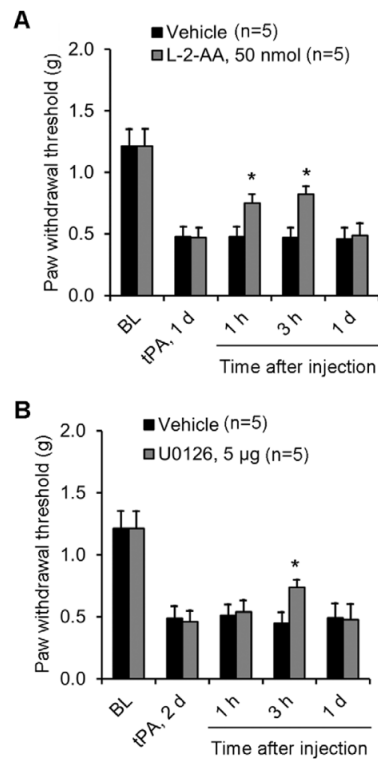 A
Vehicle (n=5)
L-2-AA, 50 nmol (n=5)
Paw withdrawal threshold (g)
2.0
1.5
1.0
0.5
0.0
*
*
BL
tPA, 1 d
1 h
3 h
1 d
Time after injection
B
Vehicle (n=5)
U0126, 5 µg (n=5)
Paw withdrawal threshold (g)
2.0
1.5
1.0
0.5
0.0
*
BL
tPA, 2 d
1 h
3 h
1 d
Time after injection